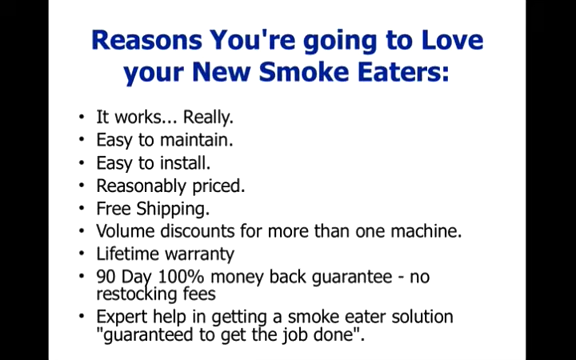 Reasons You're going to Love
your New Smoke Eaters:
• It works... Really.
• Easy to maintain.
• Easy to install.
• Reasonably priced.
• Free Shipping.
• Volume discounts for more than one machine.
• Lifetime warranty
• 90 Day 100% money back guarantee - no
restocking fees
• Expert help in getting a smoke eater solution
"guaranteed to get the job done".